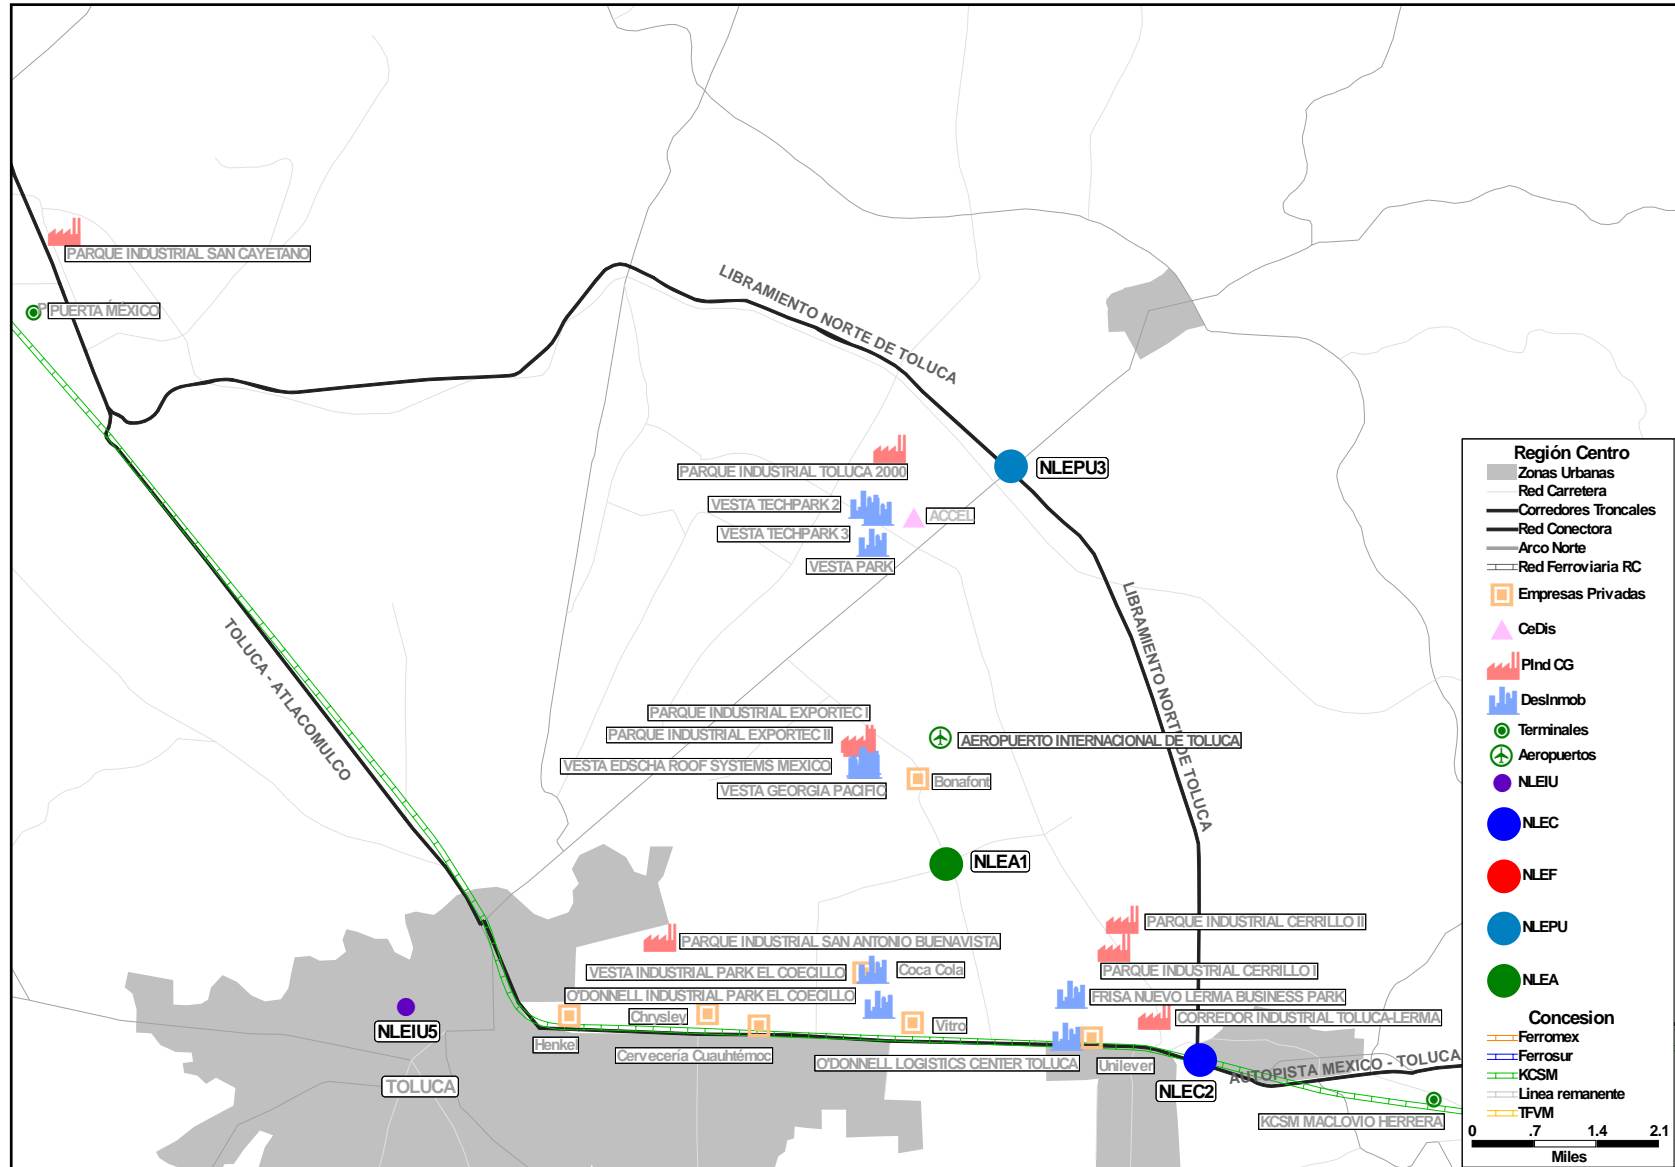 PARQUE INDUSTRIAL SAN CAYETANO
PUERTA MÉXICO
LIBRAMIENTO NORTE DE TOLUCA
PARQUE INDUSTRIAL TOLUCA 2000
NLEPU3
VESTA TECHPARK 2
ACCEL
VESTA TECHPARK 3
VESTA PARK
LIBRAMIENTO NORTE DE TOLUCA
TOLUCA - ATLACOMULCO
PARQUE INDUSTRIAL EXPORTEC I
PARQUE INDUSTRIAL EXPORTEC II
AEROPUERTO INTERNACIONAL DE TOLUCA
VESTA EDSCHA ROOF SYSTEMS MEXICO
Bonafont
VESTA GEORGIA PACIFIC
NLEA1
PARQUE INDUSTRIAL CERRILLO II
PARQUE INDUSTRIAL SAN ANTONIO BUENAVISTA
VESTA INDUSTRIAL PARK EL COECILLO
Coca Cola
PARQUE INDUSTRIAL CERRILLO I
O'DONNELL INDUSTRIAL PARK EL COECILLO
FRISA NUEVO LERMA BUSINESS PARK
Chrysley
CORREDOR INDUSTRIAL TOLUCA-LERMA
NLEIU5
Vitro
Henkel
Cervecería Cuauhtémoc
O'DONNELL LOGISTICS CENTER TOLUCA
Unilever
AUTOPISTA MEXICO - TOLUCA
TOLUCA
NLEC2
KCSM MACLOVIO HERRERA
Región Centro
Zonas Urbanas
Red Carretera
Corredores Troncales
Red Conectora
Arco Norte
Red Ferroviaria RC
Empresas Privadas
CeDis
PInd CG
DesInmob
Terminales
Aeropuertos
NLEIU
NLEC
NLEF
NLEPU
NLEA
Concesion
Ferromex
Ferrosur
KCSM
Linea remanente
TFVM
0 .7 1.4 2.1
Miles